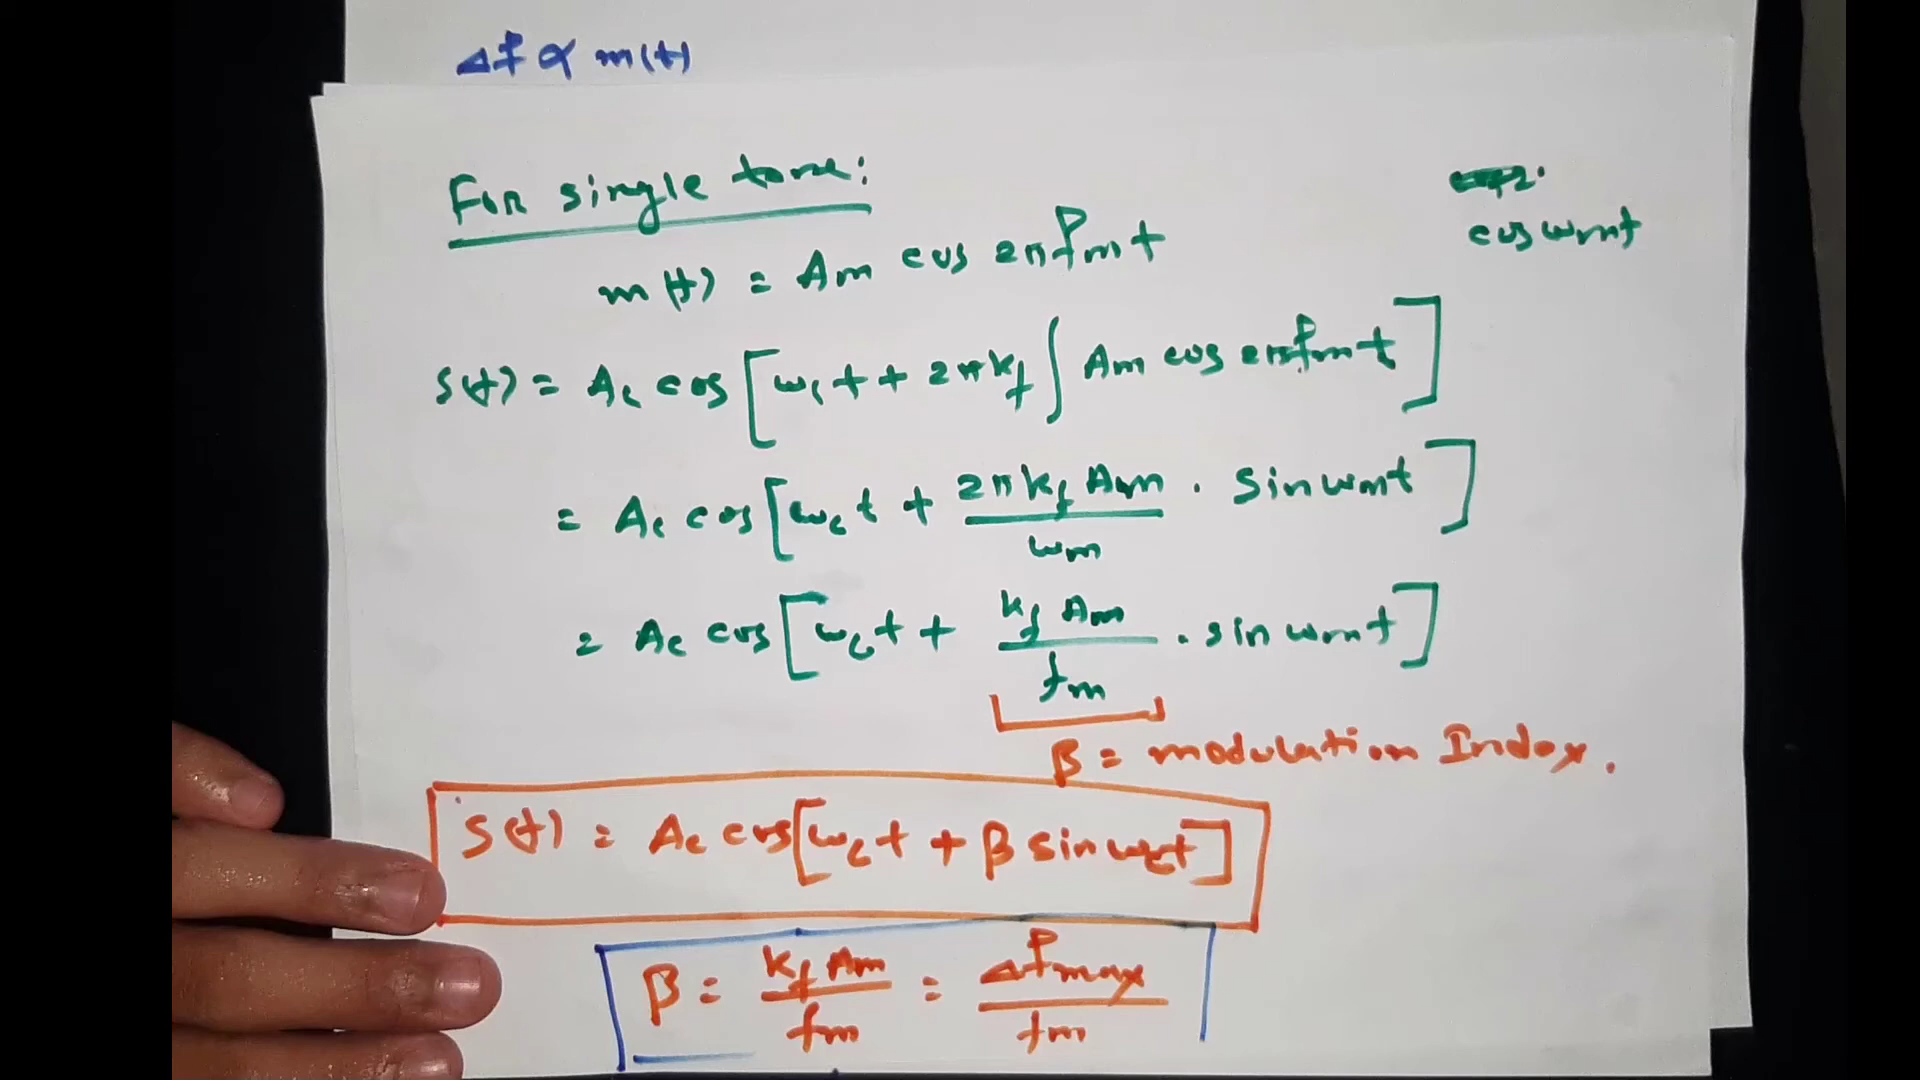 Δf ∝ m(t)
For single tone:
cos ωmt
m(t) = Am cos 2πfmt
S(t) = Ac cos [ωct + 2πkf ∫ Am cos 2πfmt]
= Ac cos [ωct + 2πkf Am / ωm . sin ωmt]
= Ac cos [ωct + kf Am / fm . sin ωmt]
β = modulation Index.
S(t) = Ac cos [ωct + β sin ωct]
β = kf Am / fm = Δfmax / fm